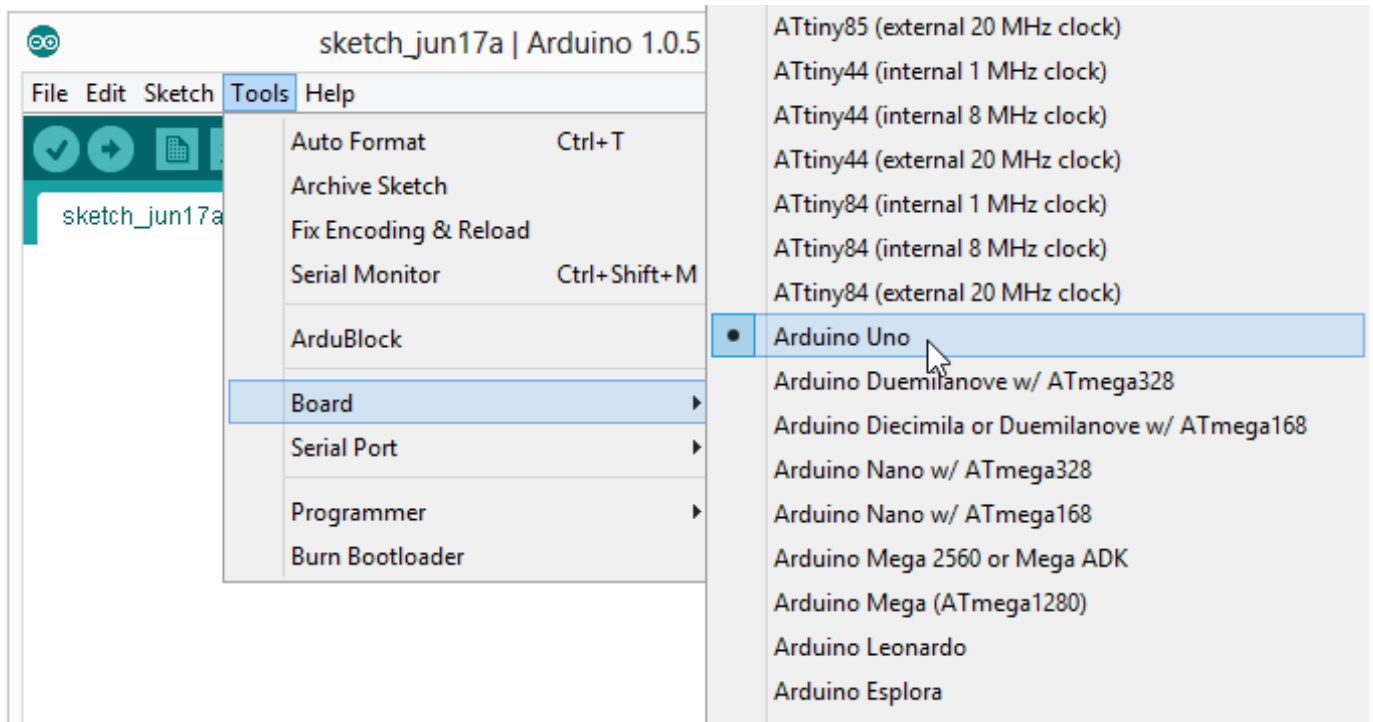 sketch_jun17a | Arduino 1.0.5
File Edit Sketch Tools Help
sketch_jun17a
Auto Format Ctrl+T
Archive Sketch
Fix Encoding & Reload
Serial Monitor Ctrl+Shift+M
ArduBlock
Board
Serial Port
Programmer
Burn Bootloader
ATtiny85 (external 20 MHz clock)
ATtiny44 (internal 1 MHz clock)
ATtiny44 (internal 8 MHz clock)
ATtiny44 (external 20 MHz clock)
ATtiny84 (internal 1 MHz clock)
ATtiny84 (internal 8 MHz clock)
ATtiny84 (external 20 MHz clock)
Arduino Uno
Arduino Duemilanove w/ ATmega328
Arduino Diecimila or Duemilanove w/ ATmega168
Arduino Nano w/ ATmega328
Arduino Nano w/ ATmega168
Arduino Mega 2560 or Mega ADK
Arduino Mega (ATmega1280)
Arduino Leonardo
Arduino Esplora